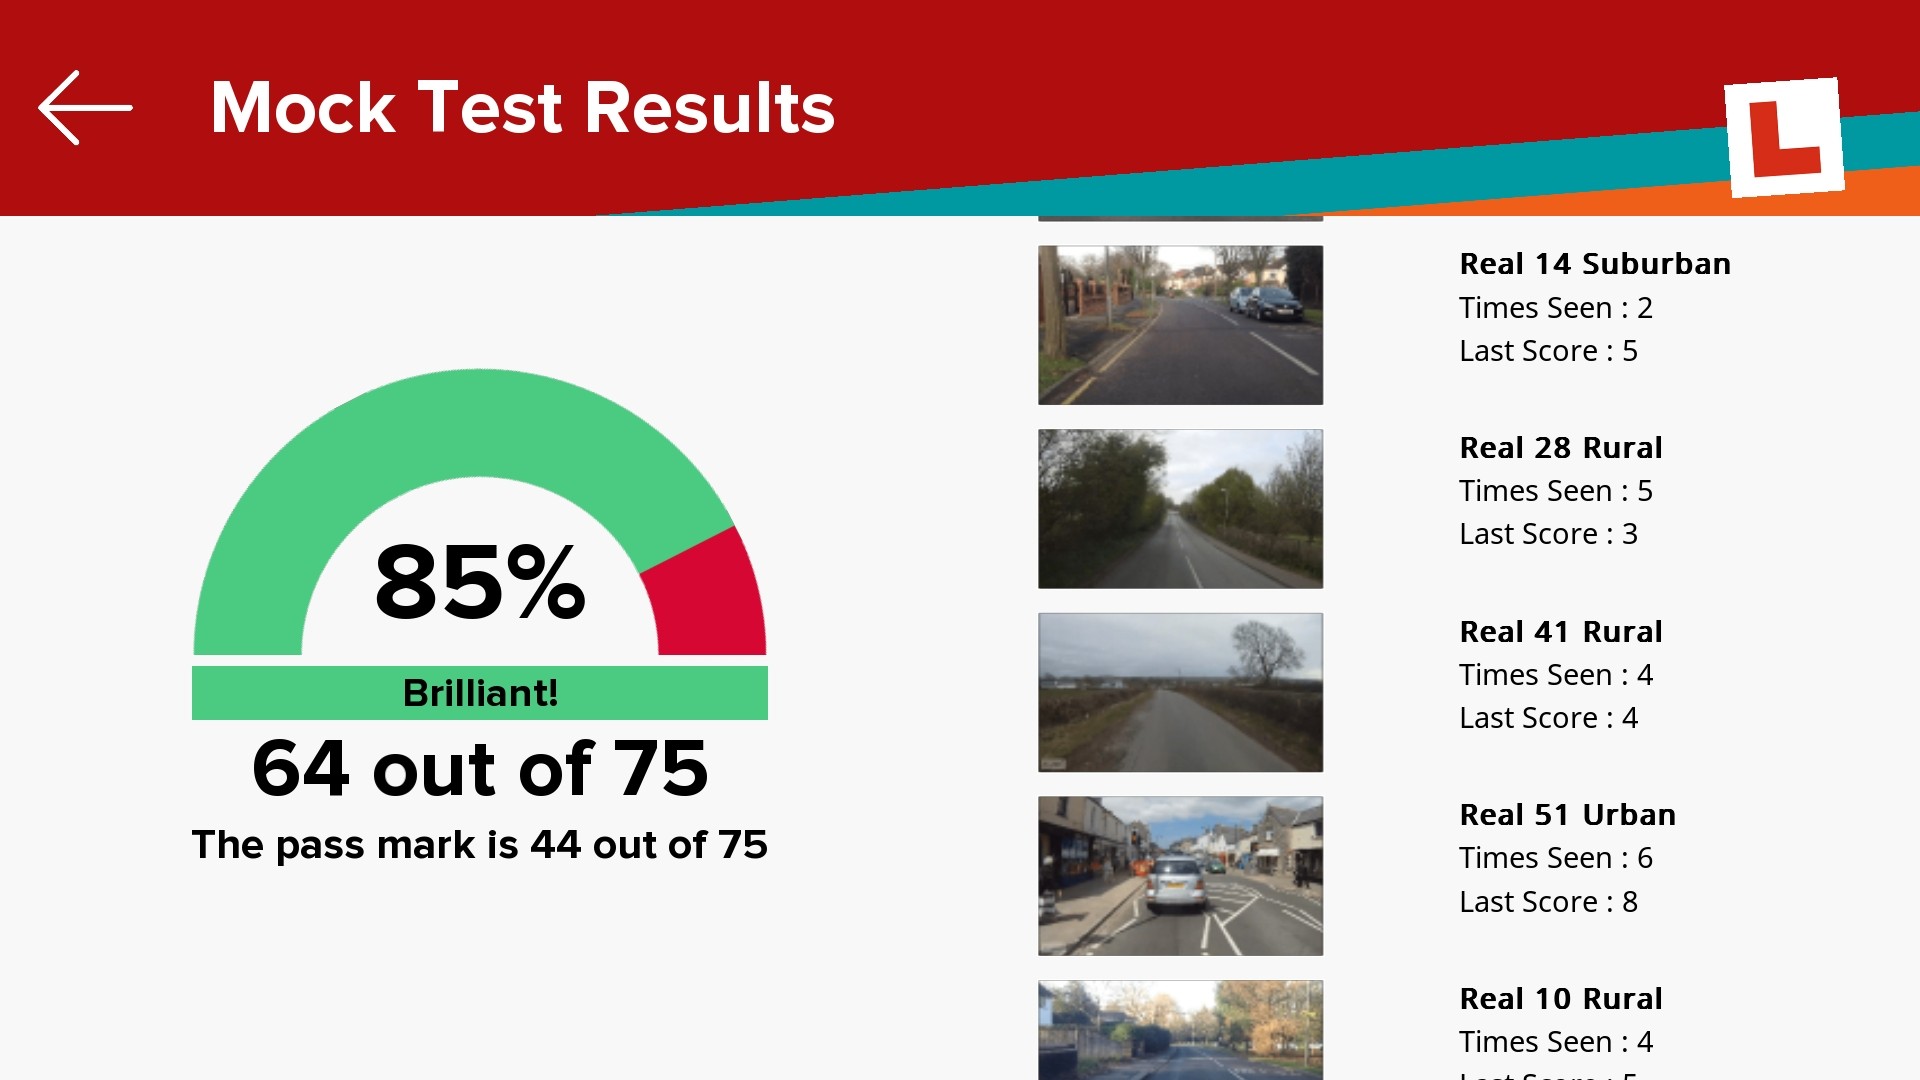 Mock Test Results
L
85%
Brilliant!
64 out of 75
The pass mark is 44 out of 75
Real 14 Suburban
Times Seen : 2
Last Score : 5
Real 28 Rural
Times Seen : 5
Last Score : 3
Real 41 Rural
Times Seen : 4
Last Score : 4
Real 51 Urban
Times Seen : 6
Last Score : 8
Real 10 Rural
Times Seen : 4